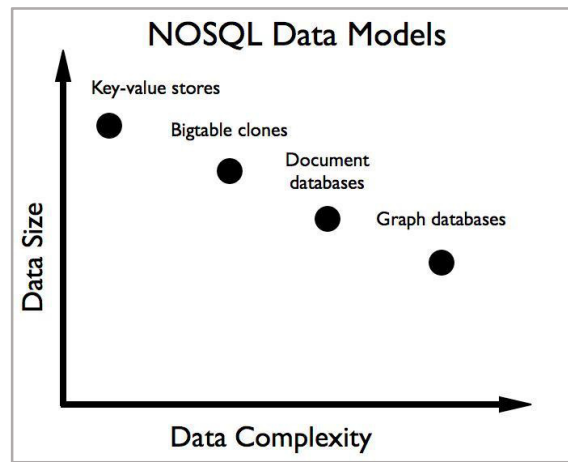 NOSQL Data Models
Key-value stores
Bigtable clones
Document
databases
Graph databases
Data Size
Data Complexity